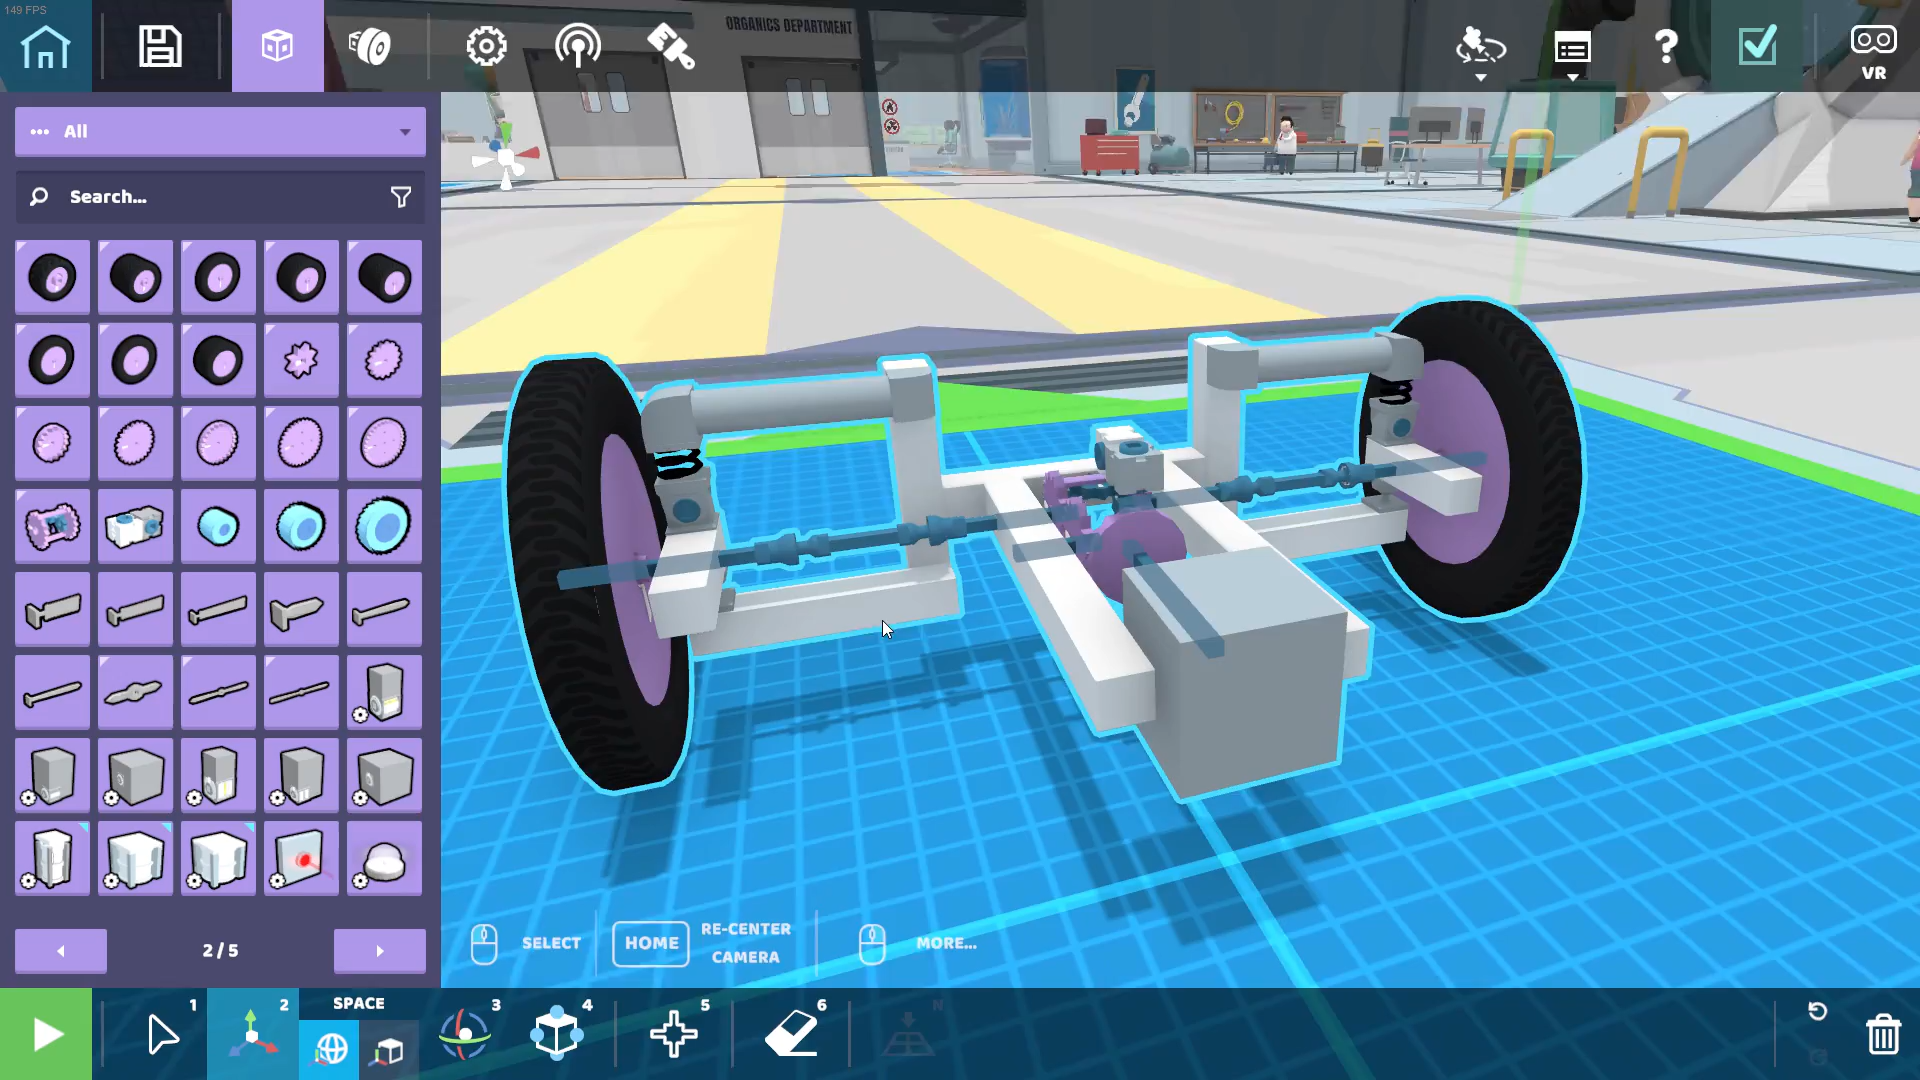 149 FPS
ORGANICS DEPARTMENT
VR
••• All
Search...
2 / 5
SELECT
HOME
RE-CENTER
CAMERA
MORE...
1
2
SPACE
3
4
5
6
N